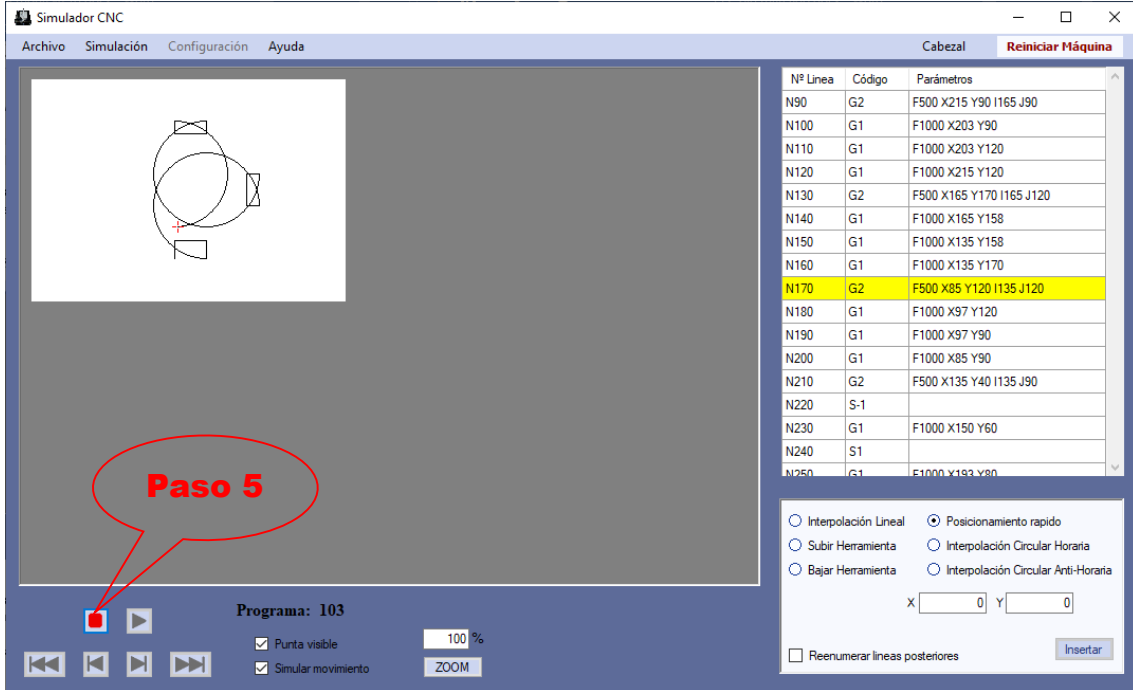 Simulador CNC
Archivo Simulación Configuración Ayuda Cabezal Reiniciar Máquina
Nº Linea Código Parámetros
N90 G2 F500 X215 Y90 I165 J90
N100 G1 F1000 X203 Y90
N110 G1 F1000 X203 Y120
N120 G1 F1000 X215 Y120
N130 G2 F500 X165 Y170 I165 J120
N140 G1 F1000 X165 Y158
N150 G1 F1000 X135 Y158
N160 G1 F1000 X135 Y170
N170 G2 F500 X85 Y120 I135 J120
N180 G1 F1000 X97 Y120
N190 G1 F1000 X97 Y90
N200 G1 F1000 X85 Y90
N210 G2 F500 X135 Y40 I135 J90
N220 S-1
N230 G1 F1000 X150 Y60
N240 S1
N250 G1 F1000 X193 Y80
Paso 5
Interpolación Lineal Posicionamiento rapido
Subir Herramienta Interpolación Circular Horaria
Bajar Herramienta Interpolación Circular Anti-Horaria
X 0 Y 0
Reenumerar lineas posteriores Insertar
Programa: 103
Punta visible 100 %
Simular movimiento ZOOM